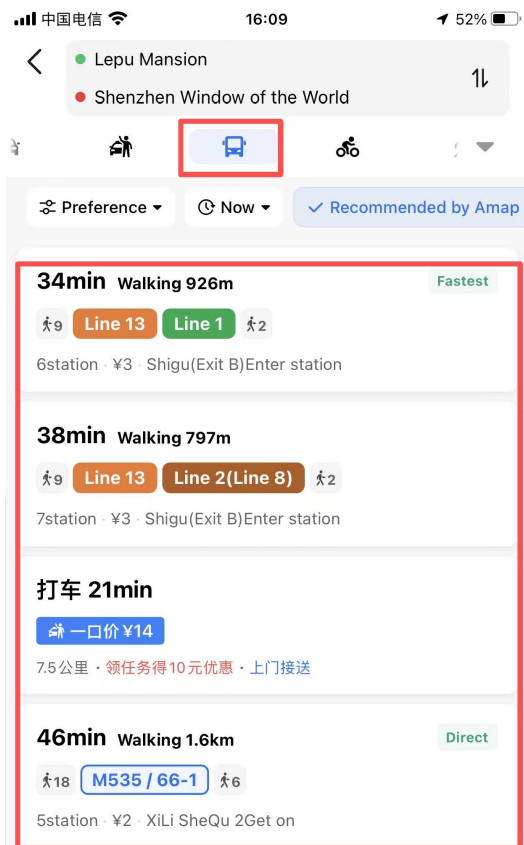 中国电信 16:09 52%
Lepu Mansion
Shenzhen Window of the World
Preference Now Recommended by Amap
34min Walking 926m Fastest
9 Line 13 Line 1 2
6station · ¥3 · Shigu(Exit B)Enter station
38min Walking 797m
9 Line 13 Line 2(Line 8) 2
7station · ¥3 · Shigu(Exit B)Enter station
打车 21min
一口价 ¥14
7.5公里 · 领任务得10元优惠 · 上门接送
46min Walking 1.6km Direct
18 M535 / 66-1 6
5station · ¥2 · XiLi SheQu 2Get on